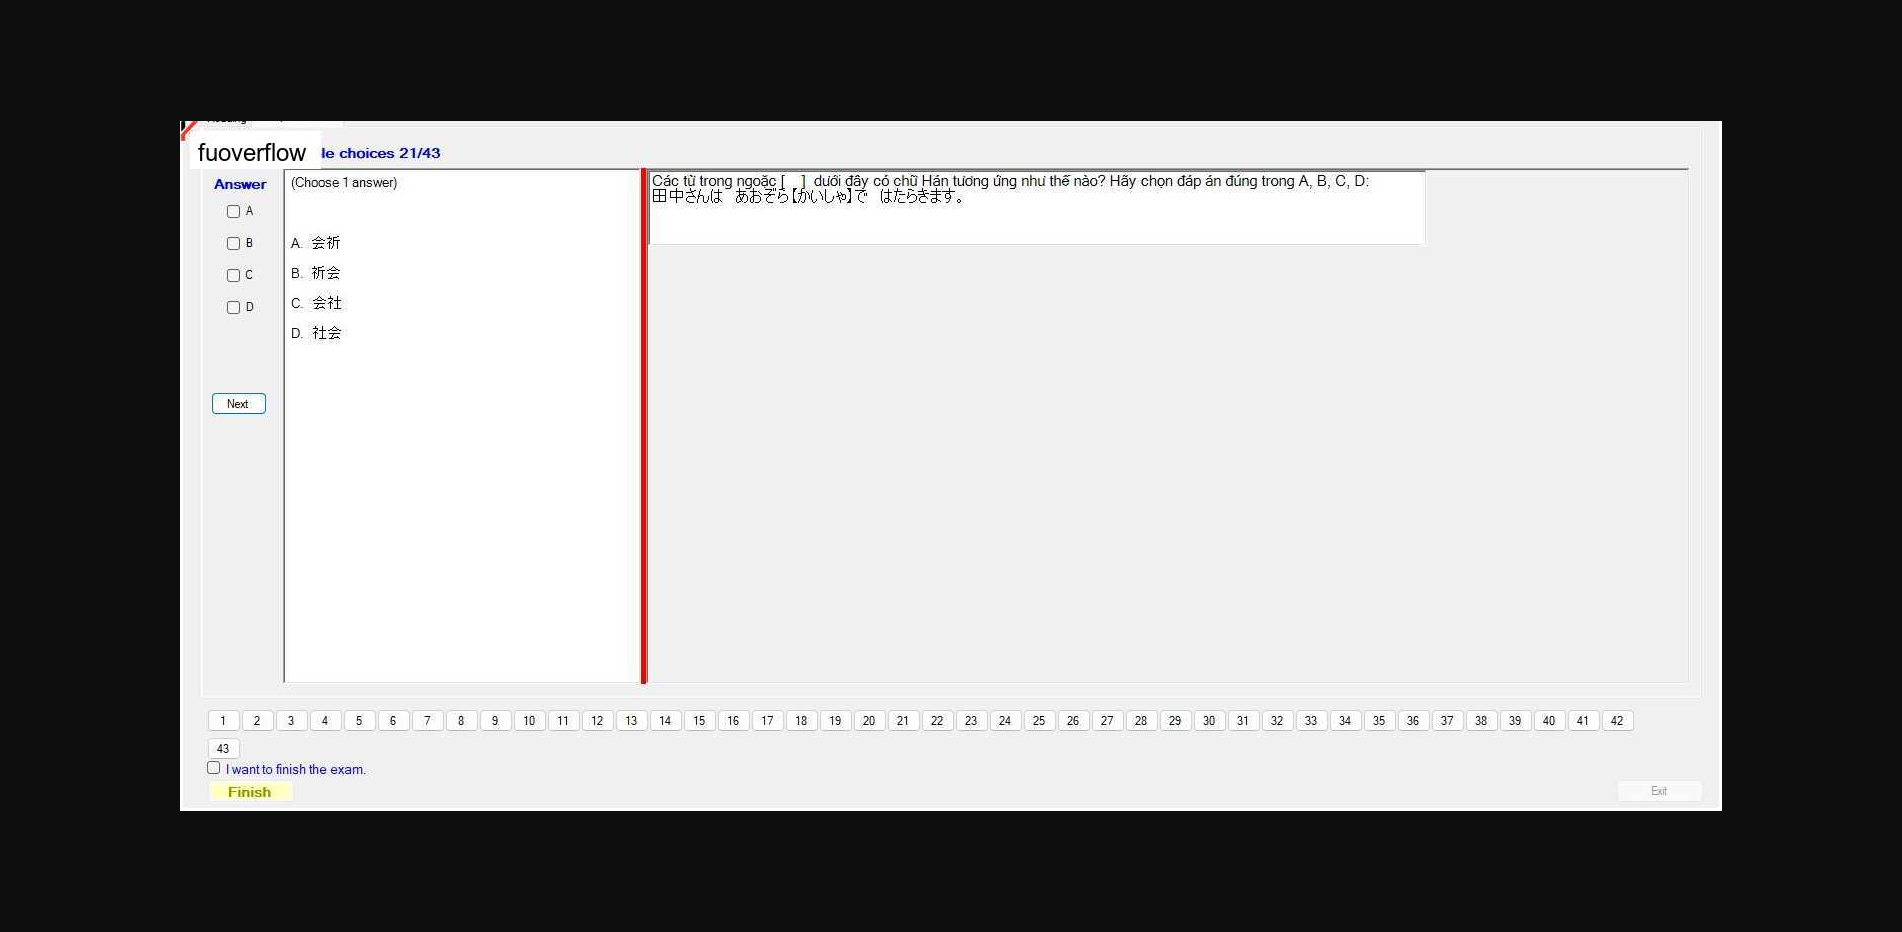 fuoverflow
le choices 21/43
Answer
(Choose 1 answer)
A
B
C
D
A. 会祈
B. 祈会
C. 会社
D. 社会
Next
Các từ trong ngoặc [ ] dưới đây có chữ Hán tương ứng như thế nào? Hãy chọn đáp án đúng trong A, B, C, D:
田中さんは あおぞら【かいしゃ】で はたらきます。
1 2 3 4 5 6 7 8 9 10 11 12 13 14 15 16 17 18 19 20 21 22 23 24 25 26 27 28 29 30 31 32 33 34 35 36 37 38 39 40 41 42
43
I want to finish the exam.
Finish
Exit